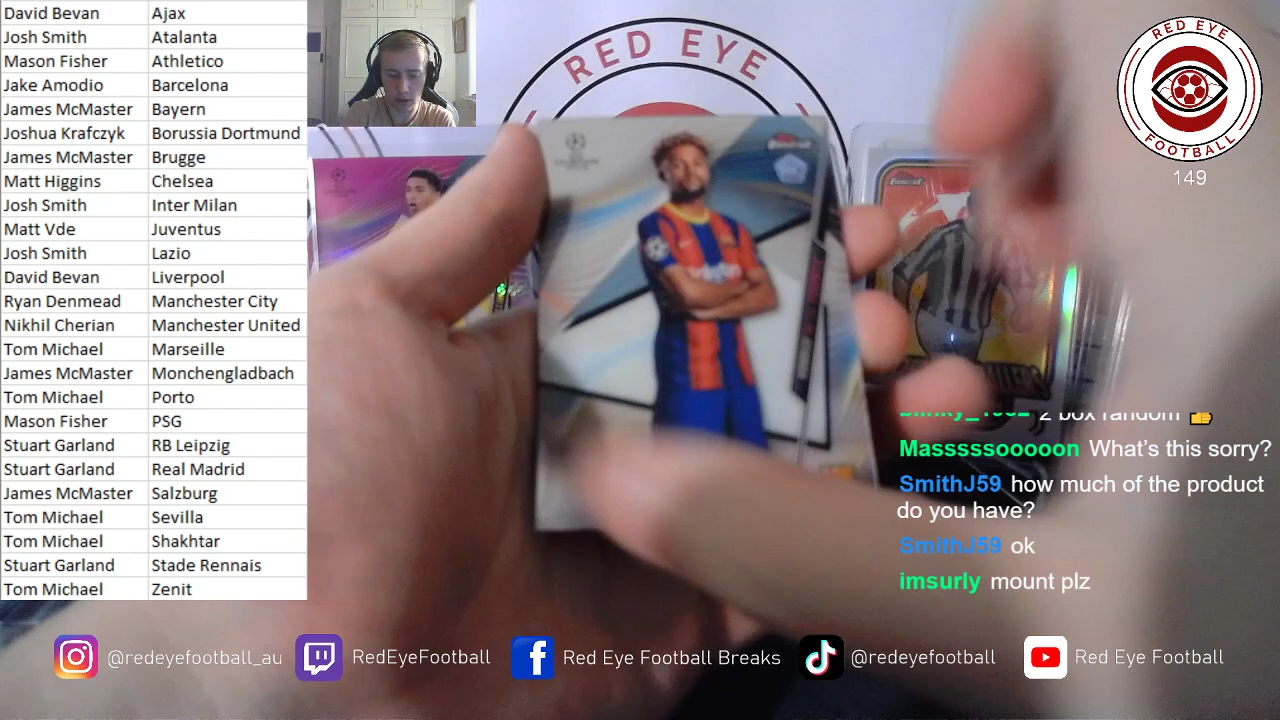 David Bevan Ajax
Josh Smith Atalanta
Mason Fisher Athletico
Jake Amodio Barcelona
James McMaster Bayern
Joshua Krafczyk Borussia Dortmund
James McMaster Brugge
Matt Higgins Chelsea
Josh Smith Inter Milan
Matt Vde Juventus
Josh Smith Lazio
David Bevan Liverpool
Ryan Denmead Manchester City
Nikhil Cherian Manchester United
Tom Michael Marseille
James McMaster Monchengladbach
Tom Michael Porto
Mason Fisher PSG
Stuart Garland RB Leipzig
Stuart Garland Real Madrid
James McMaster Salzburg
Tom Michael Sevilla
Tom Michael Shakhtar
Stuart Garland Stade Rennais
Tom Michael Zenit
RED EYE
RED EYE
FOOTBALL
149
2 box random
Masssssooooon What's this sorry?
SmithJ59 how much of the product
do you have?
SmithJ59 ok
imsurly mount plz
@redeyefootball_au RedEyeFootball Red Eye Football Breaks @redeyefootball Red Eye Football